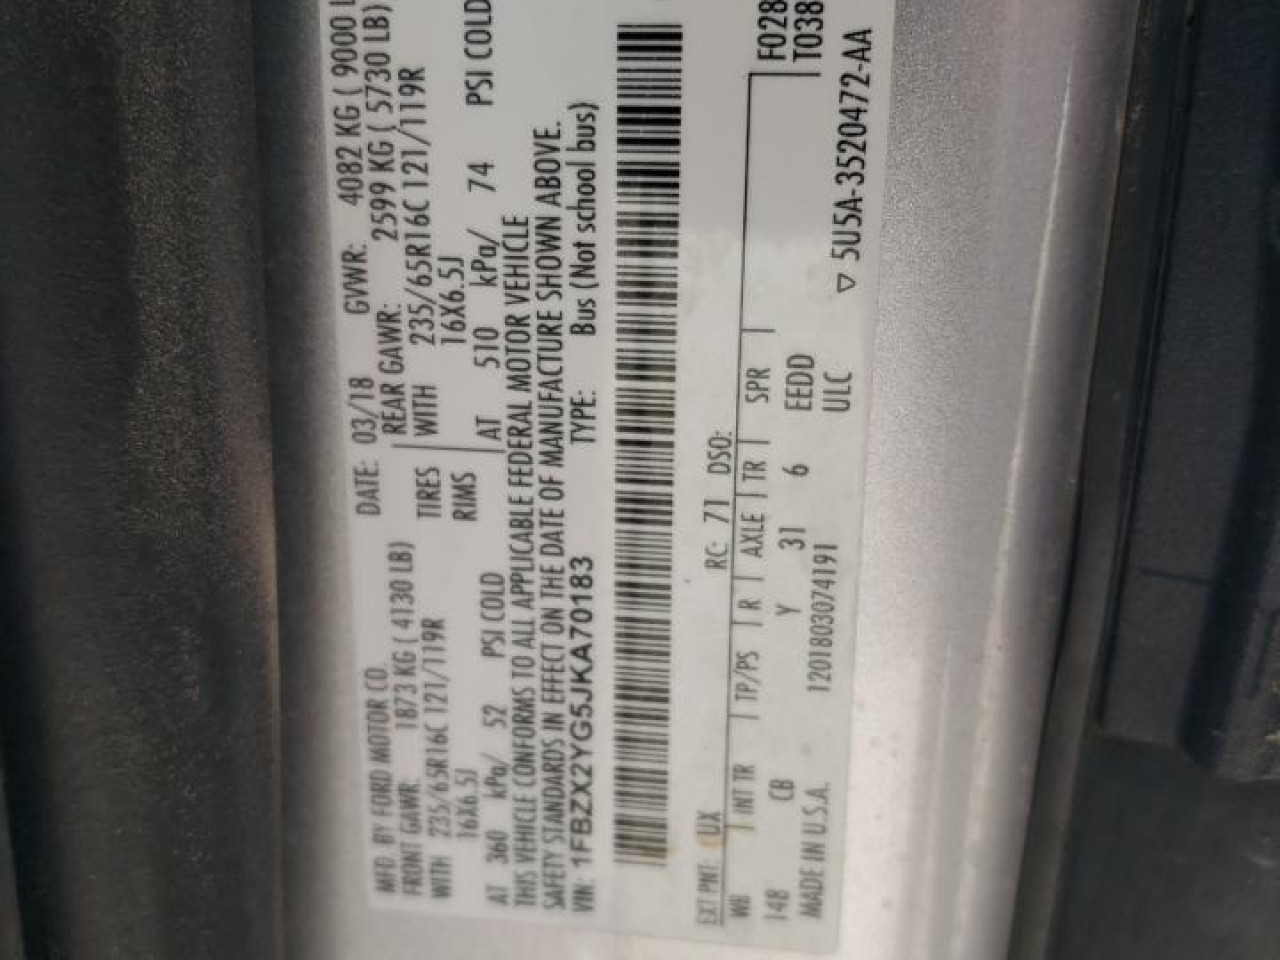 MFD. BY FORD MOTOR CO. DATE: 03/18 GVWR: 4082 KG ( 9000 L
FRONT GAWR: 1873 KG ( 4130 LB) REAR GAWR: 2599 KG ( 5730 LB)
WITH 235/65R16C 121/119R TIRES WITH 235/65R16C 121/119R
16X6.5J RIMS 16X6.5J
AT 360 kPa/ 52 PSI COLD AT 510 kPa/ 74 PSI COLD
THIS VEHICLE CONFORMS TO ALL APPLICABLE FEDERAL MOTOR VEHICLE
SAFETY STANDARDS IN EFFECT ON THE DATE OF MANUFACTURE SHOWN ABOVE.
VIN: 1FBZX2YG5JKA70183 TYPE: Bus (Not school bus)
EXT PNT: UX RC: 71 DSO:
WB INT TR TP/PS R AXLE TR SPR F028
148 CB Y 31 6 EEDD T038
MADE IN U.S.A. 1201803074191 ULC
▽ 5U5A-3520472-AA